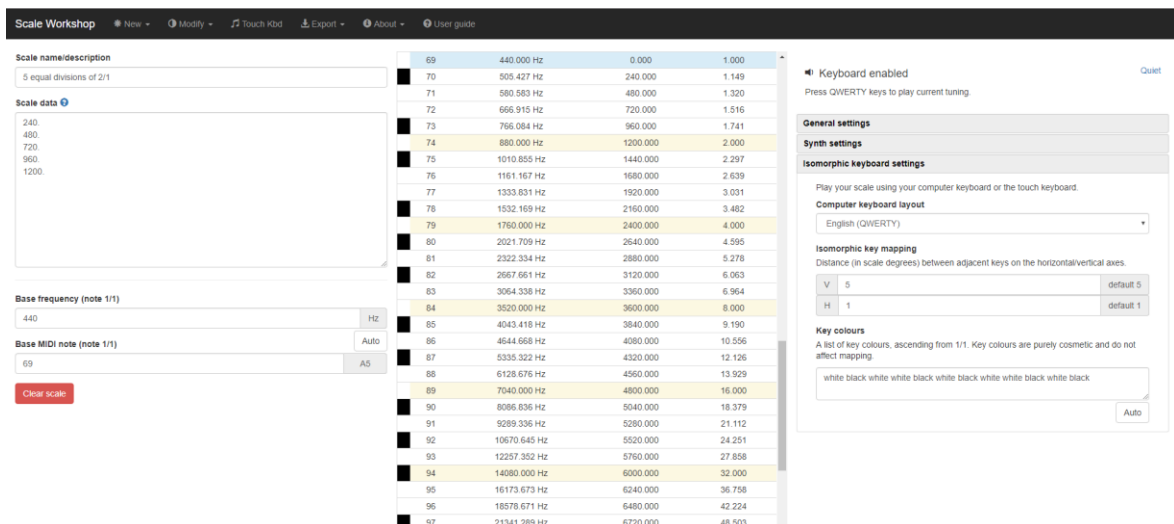 Scale Workshop New Modify Touch Kbd Export About User guide
Scale name/description
5 equal divisions of 2/1
Scale data
240.
480.
720.
960.
1200.
Base frequency (note 1/1)
440 Hz
Auto
Base MIDI note (note 1/1)
69 A5
Clear scale
69 440.000 Hz 0.000 1.000
70 505.427 Hz 240.000 1.149
71 580.583 Hz 480.000 1.320
72 666.915 Hz 720.000 1.516
73 766.084 Hz 960.000 1.741
74 880.000 Hz 1200.000 2.000
75 1010.855 Hz 1440.000 2.297
76 1161.167 Hz 1680.000 2.639
77 1333.831 Hz 1920.000 3.031
78 1532.169 Hz 2160.000 3.482
79 1760.000 Hz 2400.000 4.000
80 2021.709 Hz 2640.000 4.595
81 2322.334 Hz 2880.000 5.278
82 2667.661 Hz 3120.000 6.063
83 3064.338 Hz 3360.000 6.964
84 3520.000 Hz 3600.000 8.000
85 4043.418 Hz 3840.000 9.190
86 4644.668 Hz 4080.000 10.556
87 5335.322 Hz 4320.000 12.126
88 6128.676 Hz 4560.000 13.929
89 7040.000 Hz 4800.000 16.000
90 8086.836 Hz 5040.000 18.379
91 9289.336 Hz 5280.000 21.112
92 10670.645 Hz 5520.000 24.251
93 12257.352 Hz 5760.000 27.858
94 14080.000 Hz 6000.000 32.000
95 16173.673 Hz 6240.000 36.758
96 18578.671 Hz 6480.000 42.224
97 21341.289 Hz 6720.000 48.503
Keyboard enabled Quiet
Press QWERTY keys to play current tuning.
General settings
Synth settings
Isomorphic keyboard settings
Play your scale using your computer keyboard or the touch keyboard.
Computer keyboard layout
English (QWERTY)
Isomorphic key mapping
Distance (in scale degrees) between adjacent keys on the horizontal/vertical axes.
V 5 default 5
H 1 default 1
Key colours
A list of key colours, ascending from 1/1. Key colours are purely cosmetic and do not
affect mapping.
white black white white black white black white white black white black
Auto